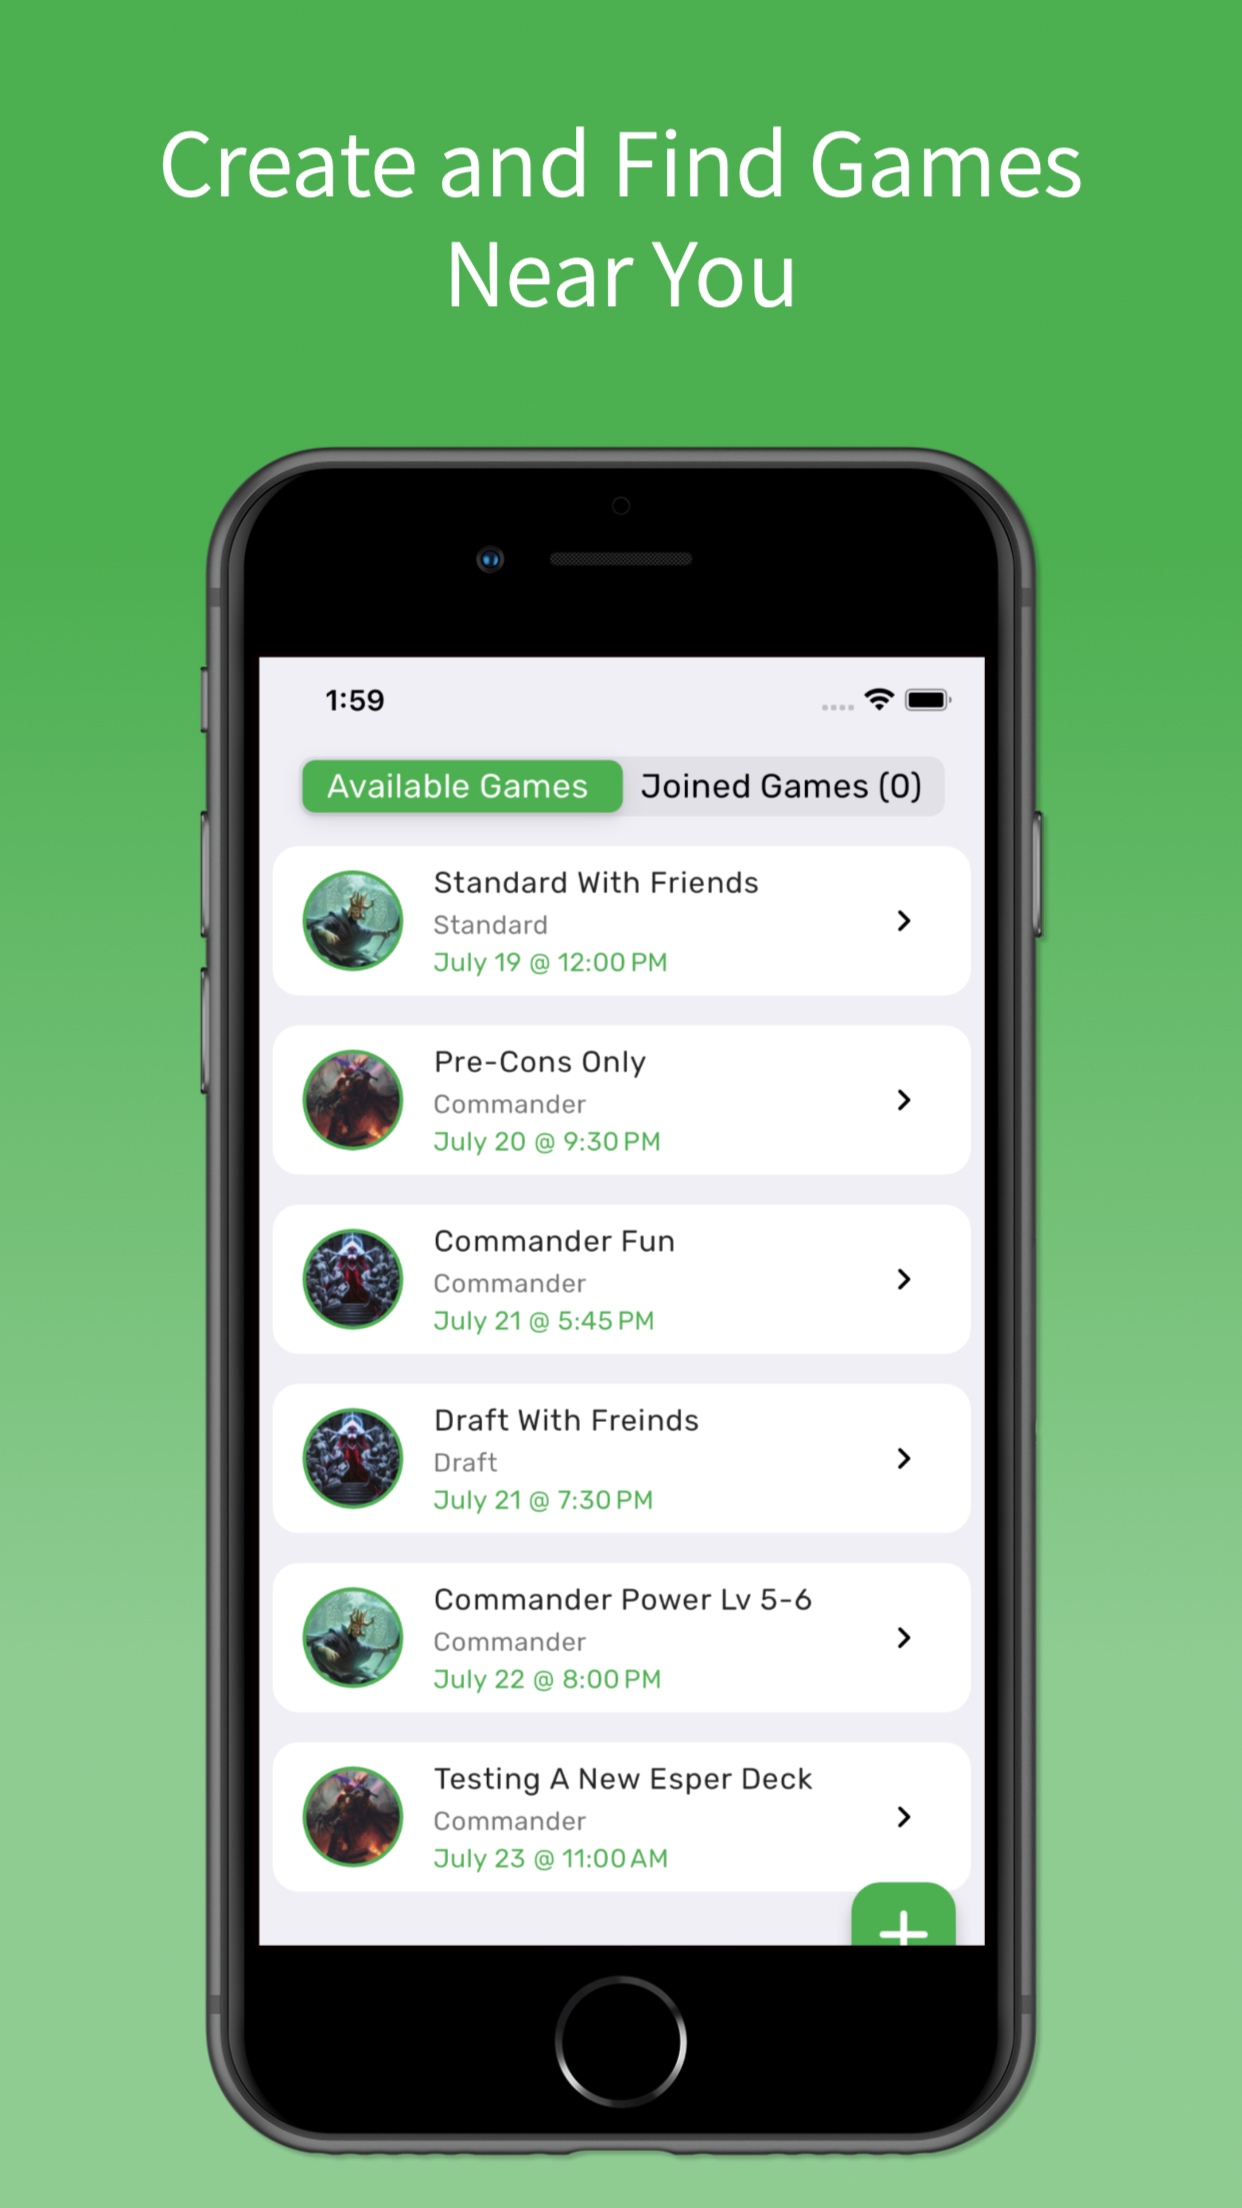 Create and Find Games
Near You
1:59
Available Games
Joined Games (0)
Standard With Friends
Standard
July 19 @ 12:00 PM
Pre-Cons Only
Commander
July 20 @ 9:30 PM
Commander Fun
Commander
July 21 @ 5:45 PM
Draft With Freinds
Draft
July 21 @ 7:30 PM
Commander Power Lv 5-6
Commander
July 22 @ 8:00 PM
Testing A New Esper Deck
Commander
July 23 @ 11:00 AM